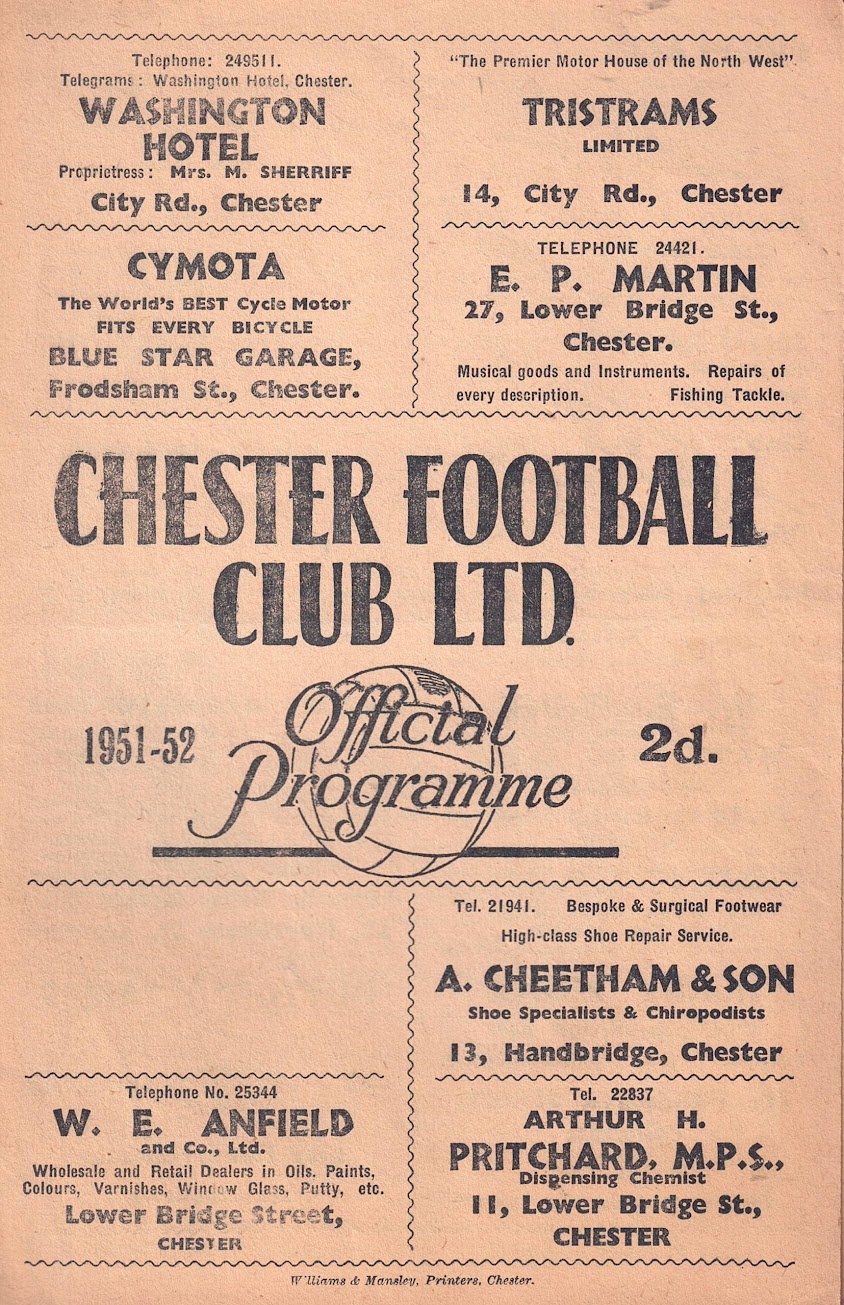 Telephone: 249511.
Telegrams: Washington Hotel, Chester.
WASHINGTON
HOTEL
Proprietress: Mrs. M. SHERRIFF
City Rd., Chester
"The Premier Motor House of the North West".
TRISTRAMS
LIMITED
14, City Rd., Chester
CYMOTA
The World's BEST Cycle Motor
FITS EVERY BICYCLE
BLUE STAR GARAGE,
Frodsham St., Chester.
TELEPHONE 24421.
E. P. MARTIN
27, Lower Bridge St.,
Chester.
Musical goods and Instruments. Repairs of
every description. Fishing Tackle.
CHESTER FOOTBALL
CLUB LTD.
1951-52
Official
Programme
2d.
Tel. 21941. Bespoke & Surgical Footwear
High-class Shoe Repair Service.
A. CHEETHAM & SON
Shoe Specialists & Chiropodists
13, Handbridge, Chester
Telephone No. 25344
W. E. ANFIELD
and Co., Ltd.
Wholesale and Retail Dealers in Oils. Paints,
Colours, Varnishes, Window Glass, Putty, etc.
Lower Bridge Street,
CHESTER
Tel. 22837
ARTHUR H.
PRITCHARD, M.P.S.,
Dispensing Chemist
11, Lower Bridge St.,
CHESTER
Williams & Mansley, Printers, Chester.